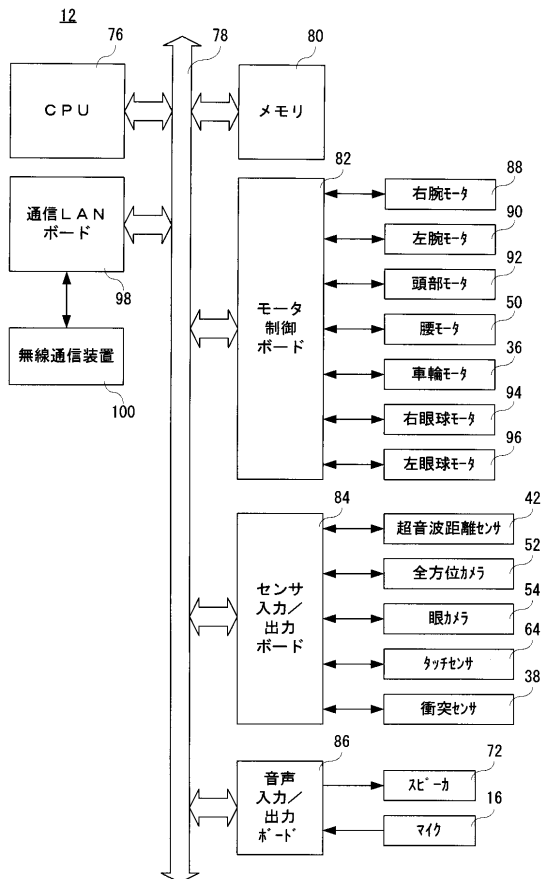 12
76
78
80
CPU
メモリ
通信LAN
ボード
98
無線通信装置
100
82
モータ
制御
ボード
右腕ﾓｰﾀ
88
左腕ﾓｰﾀ
90
頭部ﾓｰﾀ
92
腰ﾓｰﾀ
50
車輪ﾓｰﾀ
36
右眼球ﾓｰﾀ
94
左眼球ﾓｰﾀ
96
84
センサ
入力／
出力
ボード
超音波距離ｾﾝｻ
42
全方位ｶﾒﾗ
52
眼ｶﾒﾗ
54
ﾀｯﾁｾﾝｻ
64
衝突ｾﾝｻ
38
86
音声
入力／
出力
ﾎﾞｰﾄﾞ
ｽﾋﾟｰｶ
72
マイク
16